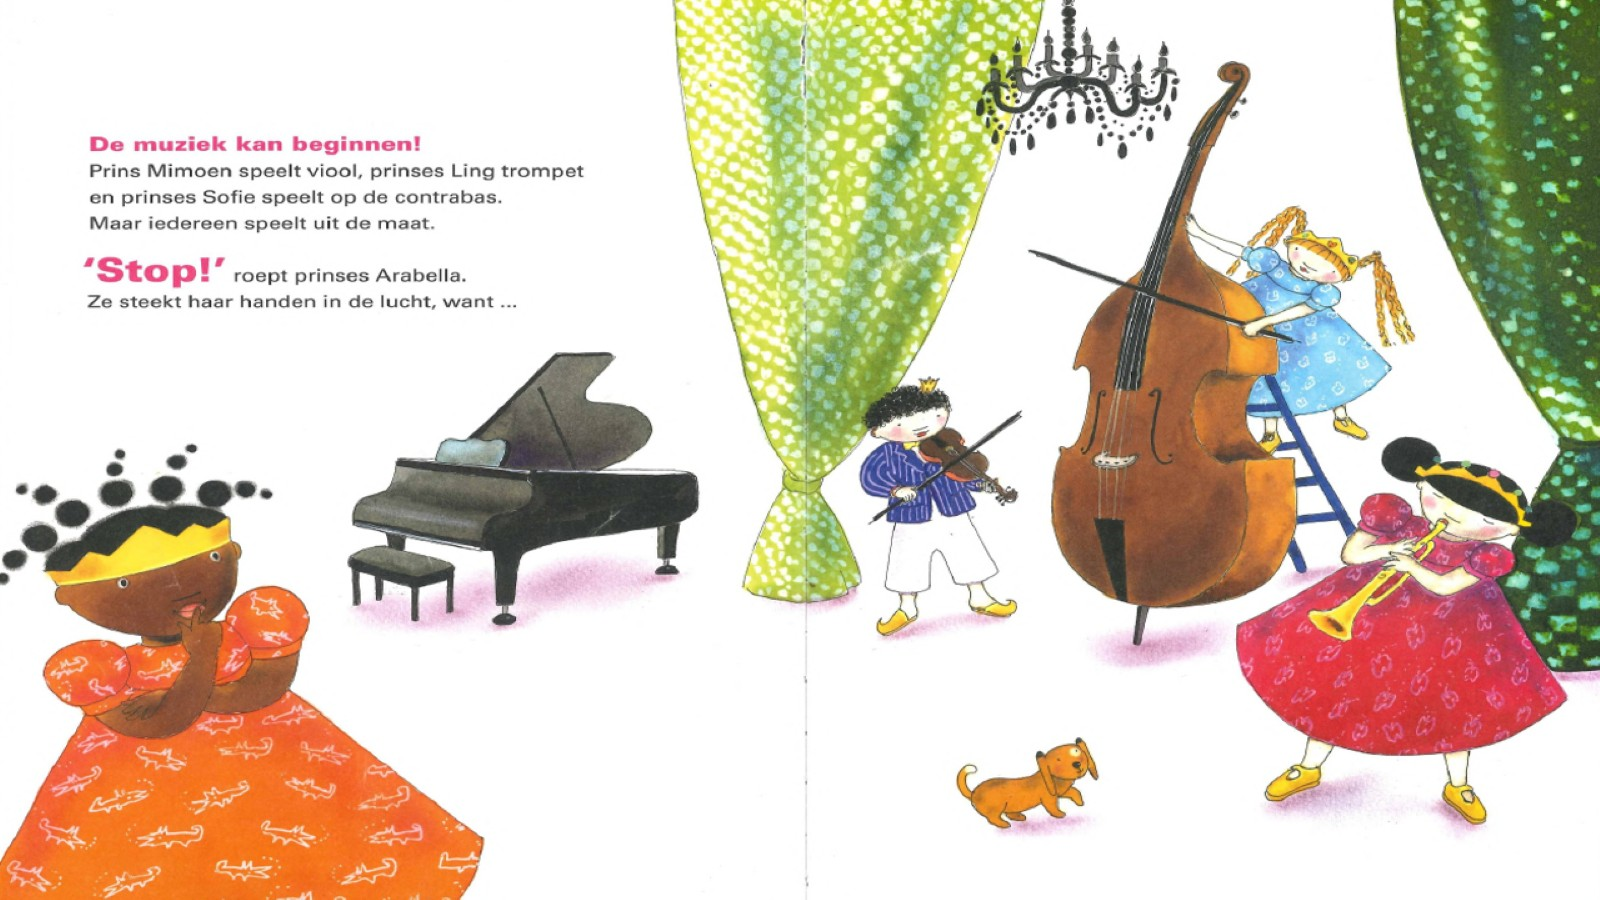 De muziek kan beginnen!
Prins Mimoen speelt viool, prinses Ling trompet
en prinses Sofie speelt op de contrabas.
Maar iedereen speelt uit de maat.
‘Stop!’ roept prinses Arabella.
Ze steekt haar handen in de lucht, want ...